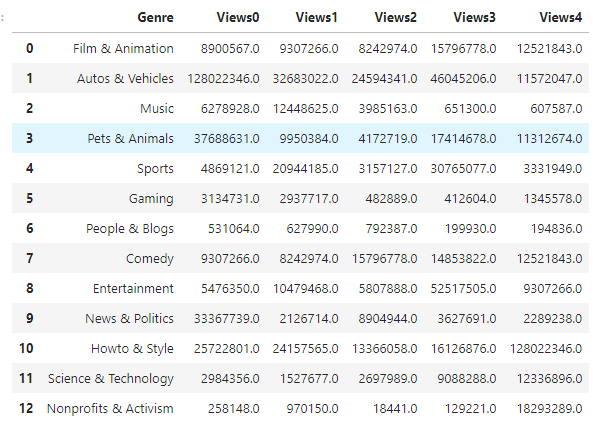 :
Genre Views0 Views1 Views2 Views3 Views4
0 Film & Animation 8900567.0 9307266.0 8242974.0 15796778.0 12521843.0
1 Autos & Vehicles 128022346.0 32683022.0 24594341.0 46045206.0 11572047.0
2 Music 6278928.0 12448625.0 3985163.0 651300.0 607587.0
3 Pets & Animals 37688631.0 9950384.0 4172719.0 17414678.0 11312674.0
4 Sports 4869121.0 20944185.0 3157127.0 30765077.0 3331949.0
5 Gaming 3134731.0 2937717.0 482889.0 412604.0 1345578.0
6 People & Blogs 531064.0 627990.0 792387.0 199930.0 194836.0
7 Comedy 9307266.0 8242974.0 15796778.0 14853822.0 12521843.0
8 Entertainment 5476350.0 10479468.0 5807888.0 52517505.0 9307266.0
9 News & Politics 33367739.0 2126714.0 8904944.0 3627691.0 2289238.0
10 Howto & Style 25722801.0 24157565.0 13366058.0 16126876.0 128022346.0
11 Science & Technology 2984356.0 1527677.0 2697989.0 9088288.0 12336896.0
12 Nonprofits & Activism 258148.0 970150.0 18441.0 129221.0 18293289.0